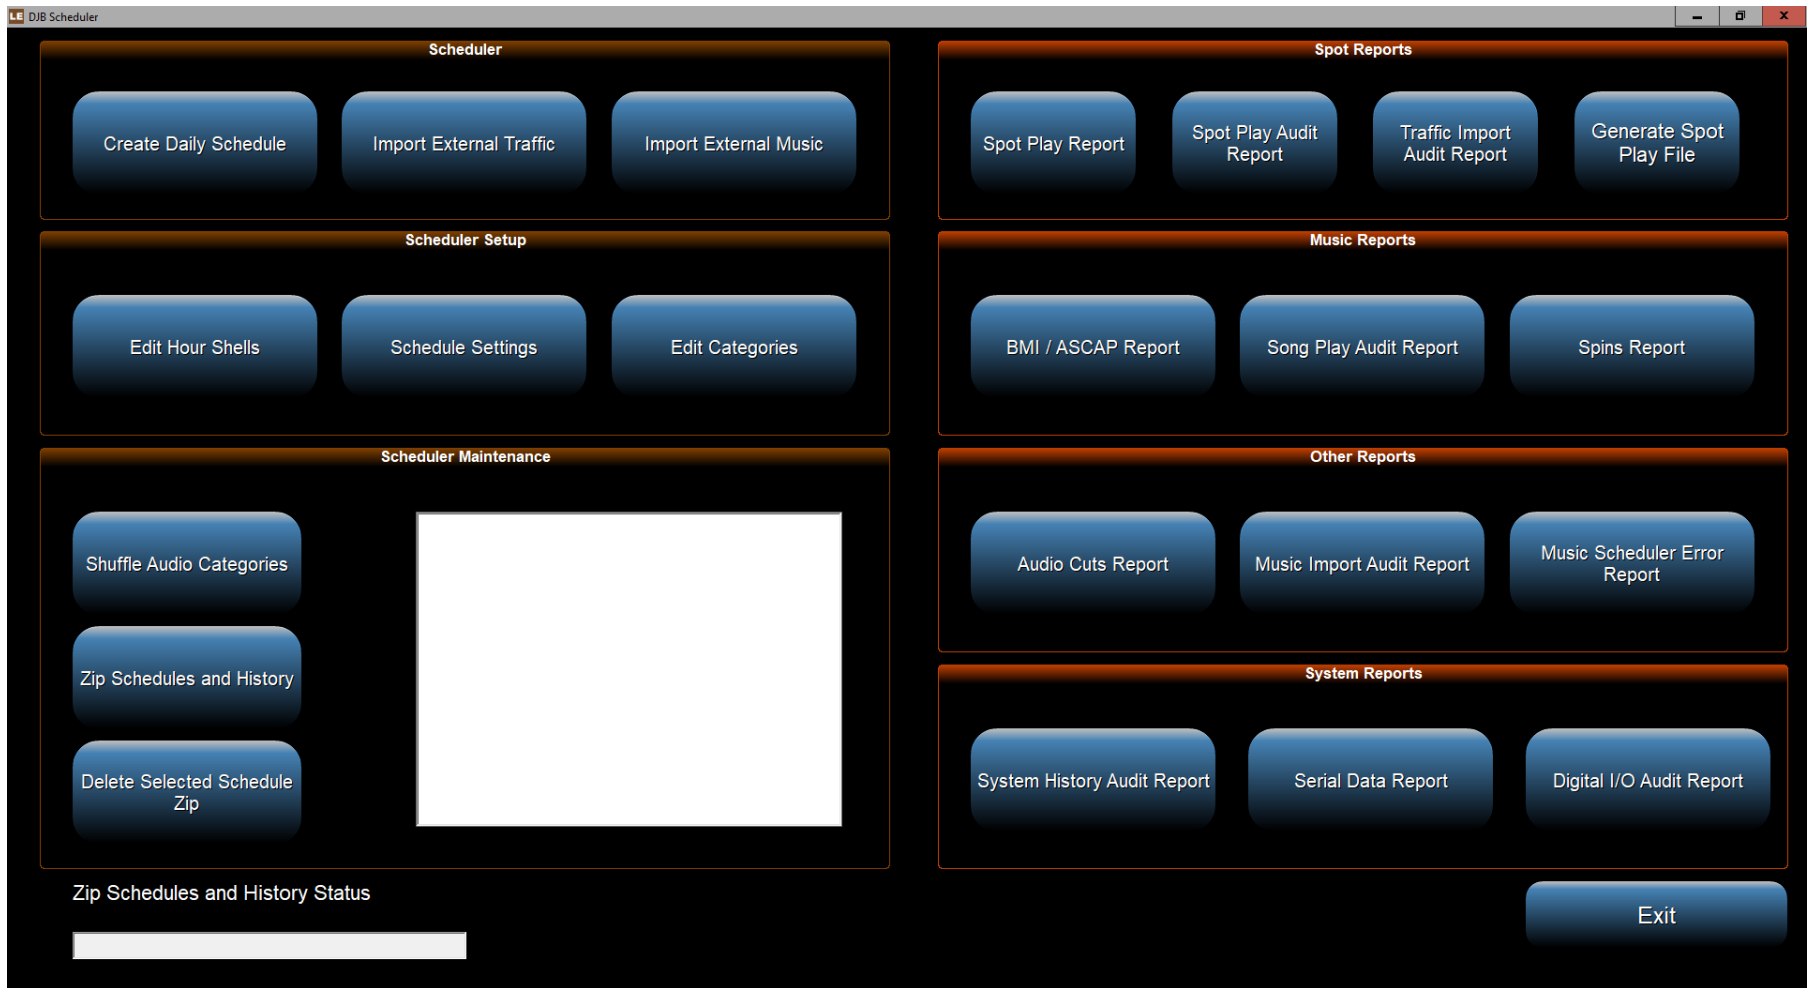 LE DJB Scheduler
Scheduler
Create Daily Schedule
Import External Traffic
Import External Music
Scheduler Setup
Edit Hour Shells
Schedule Settings
Edit Categories
Scheduler Maintenance
Shuffle Audio Categories
Zip Schedules and History
Delete Selected Schedule
Zip
Zip Schedules and History Status
Spot Reports
Spot Play Report
Spot Play Audit
Report
Traffic Import
Audit Report
Generate Spot
Play File
Music Reports
BMI / ASCAP Report
Song Play Audit Report
Spins Report
Other Reports
Audio Cuts Report
Music Import Audit Report
Music Scheduler Error
Report
System Reports
System History Audit Report
Serial Data Report
Digital I/O Audit Report
Exit